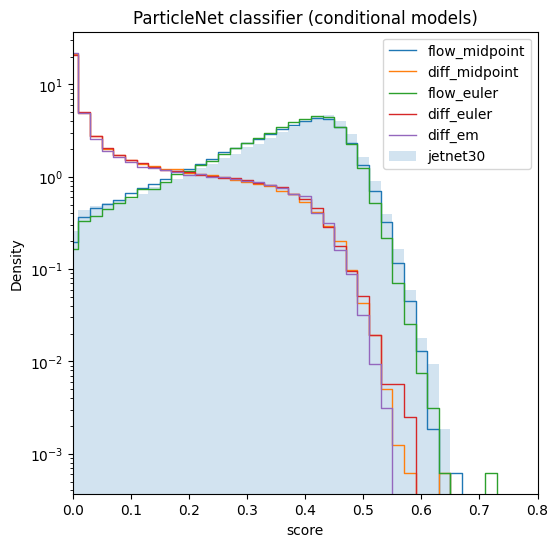 ParticleNet classifier (conditional models)
flow_midpoint
diff_midpoint
flow_euler
diff_euler
diff_em
jetnet30
Density
10¹
10⁰
10⁻¹
10⁻²
10⁻³
0.0 0.1 0.2 0.3 0.4 0.5 0.6 0.7 0.8
score